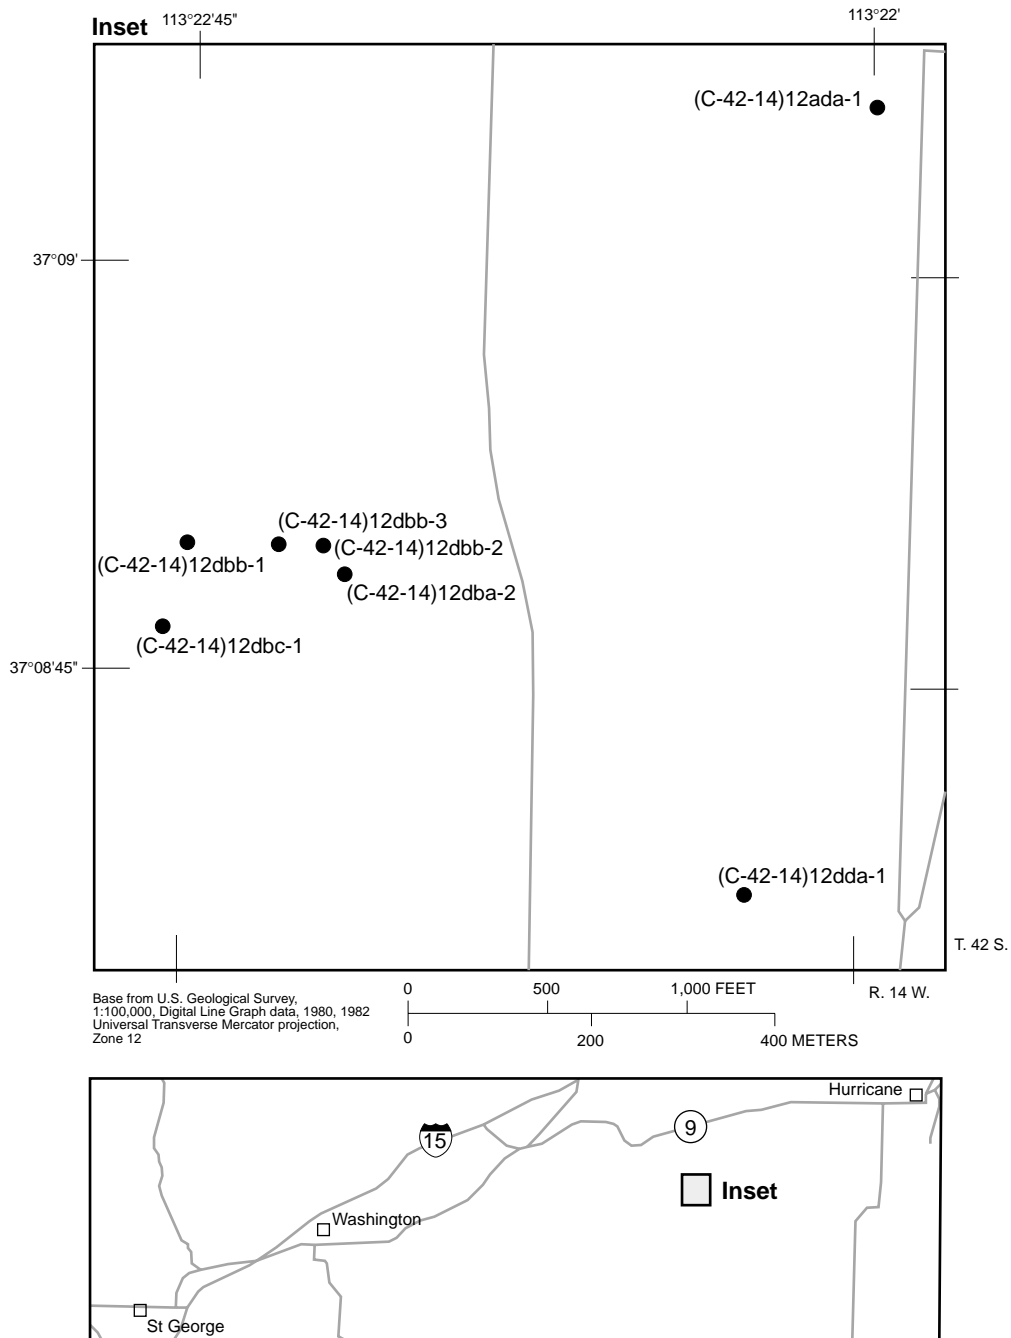 Inset
113°22'45"
113°22'
(C-42-14)12ada-1
37°09'
(C-42-14)12dbb-3
(C-42-14)12dbb-2
(C-42-14)12dbb-1
(C-42-14)12dba-2
(C-42-14)12dbc-1
37°08'45"
(C-42-14)12dda-1
T. 42 S.
R. 14 W.
Base from U.S. Geological Survey,
1:100,000, Digital Line Graph data, 1980, 1982
Universal Transverse Mercator projection,
Zone 12
0 500 1,000 FEET
0 200 400 METERS
Hurricane
15
9
Inset
Washington
St George